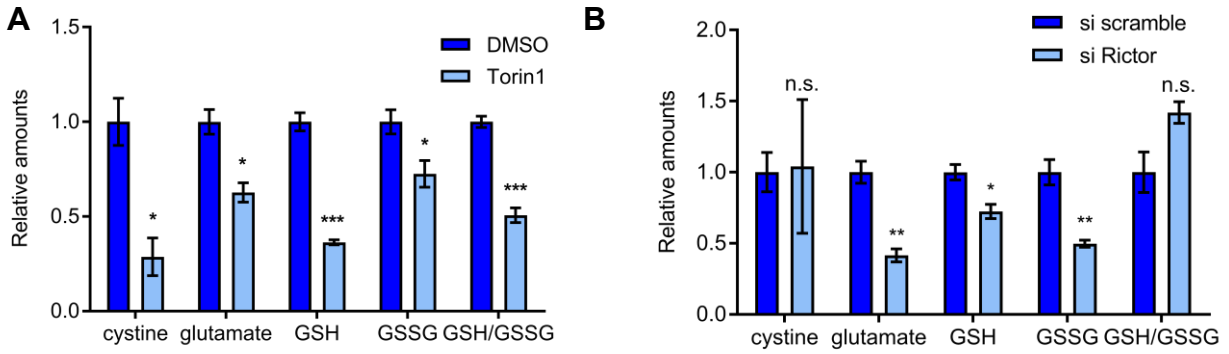 A
Relative amounts
1.5
1.0
0.5
0.0
DMSO
Torin1
*
*
***
*
***
cystine glutamate GSH GSSG GSH/GSSG
B
Relative amounts
2.0
1.5
1.0
0.5
0.0
si scramble
si Rictor
n.s.
**
*
**
n.s.
cystine glutamate GSH GSSG GSH/GSSG